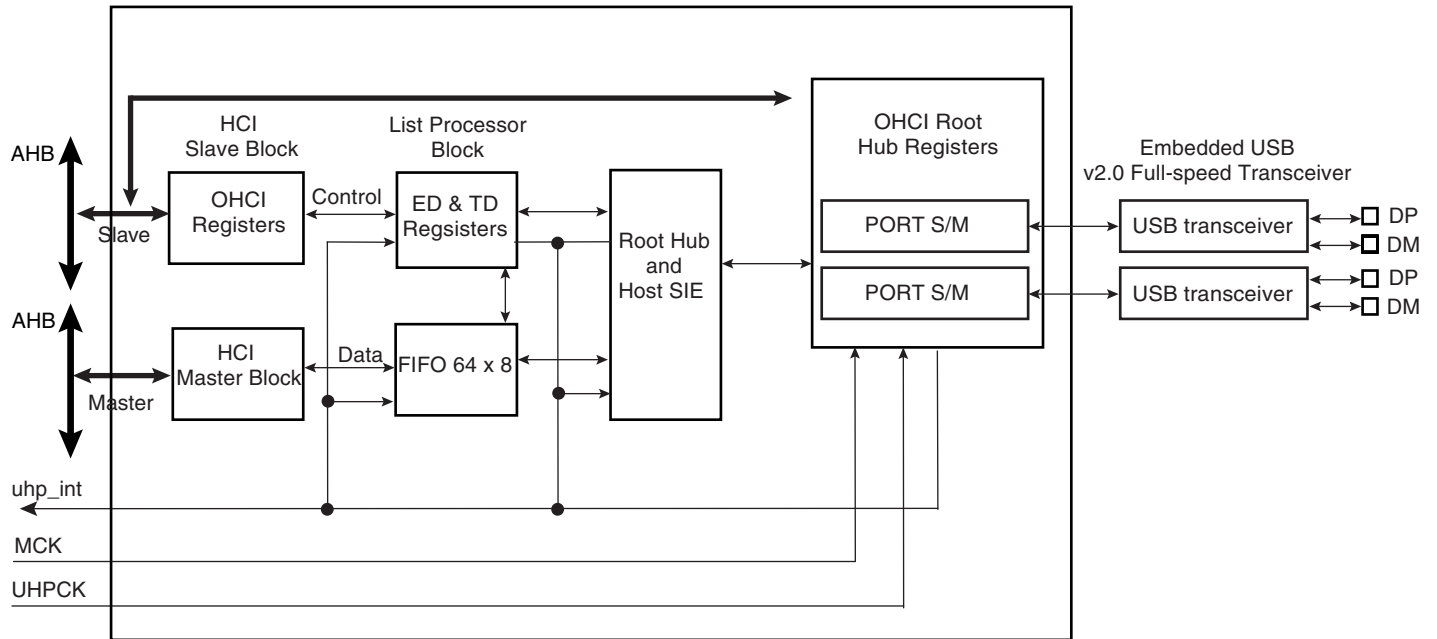 HCI
Slave Block
List Processor
Block
OHCI Root
Hub Registers
Embedded USB
v2.0 Full-speed Transceiver
AHB
Slave
OHCI
Registers
Control
ED & TD
Regsisters
Root Hub
and
Host SIE
PORT S/M
USB transceiver
DP
DM
PORT S/M
USB transceiver
DP
DM
AHB
Master
HCI
Master Block
Data
FIFO 64 x 8
uhp_int
MCK
UHPCK